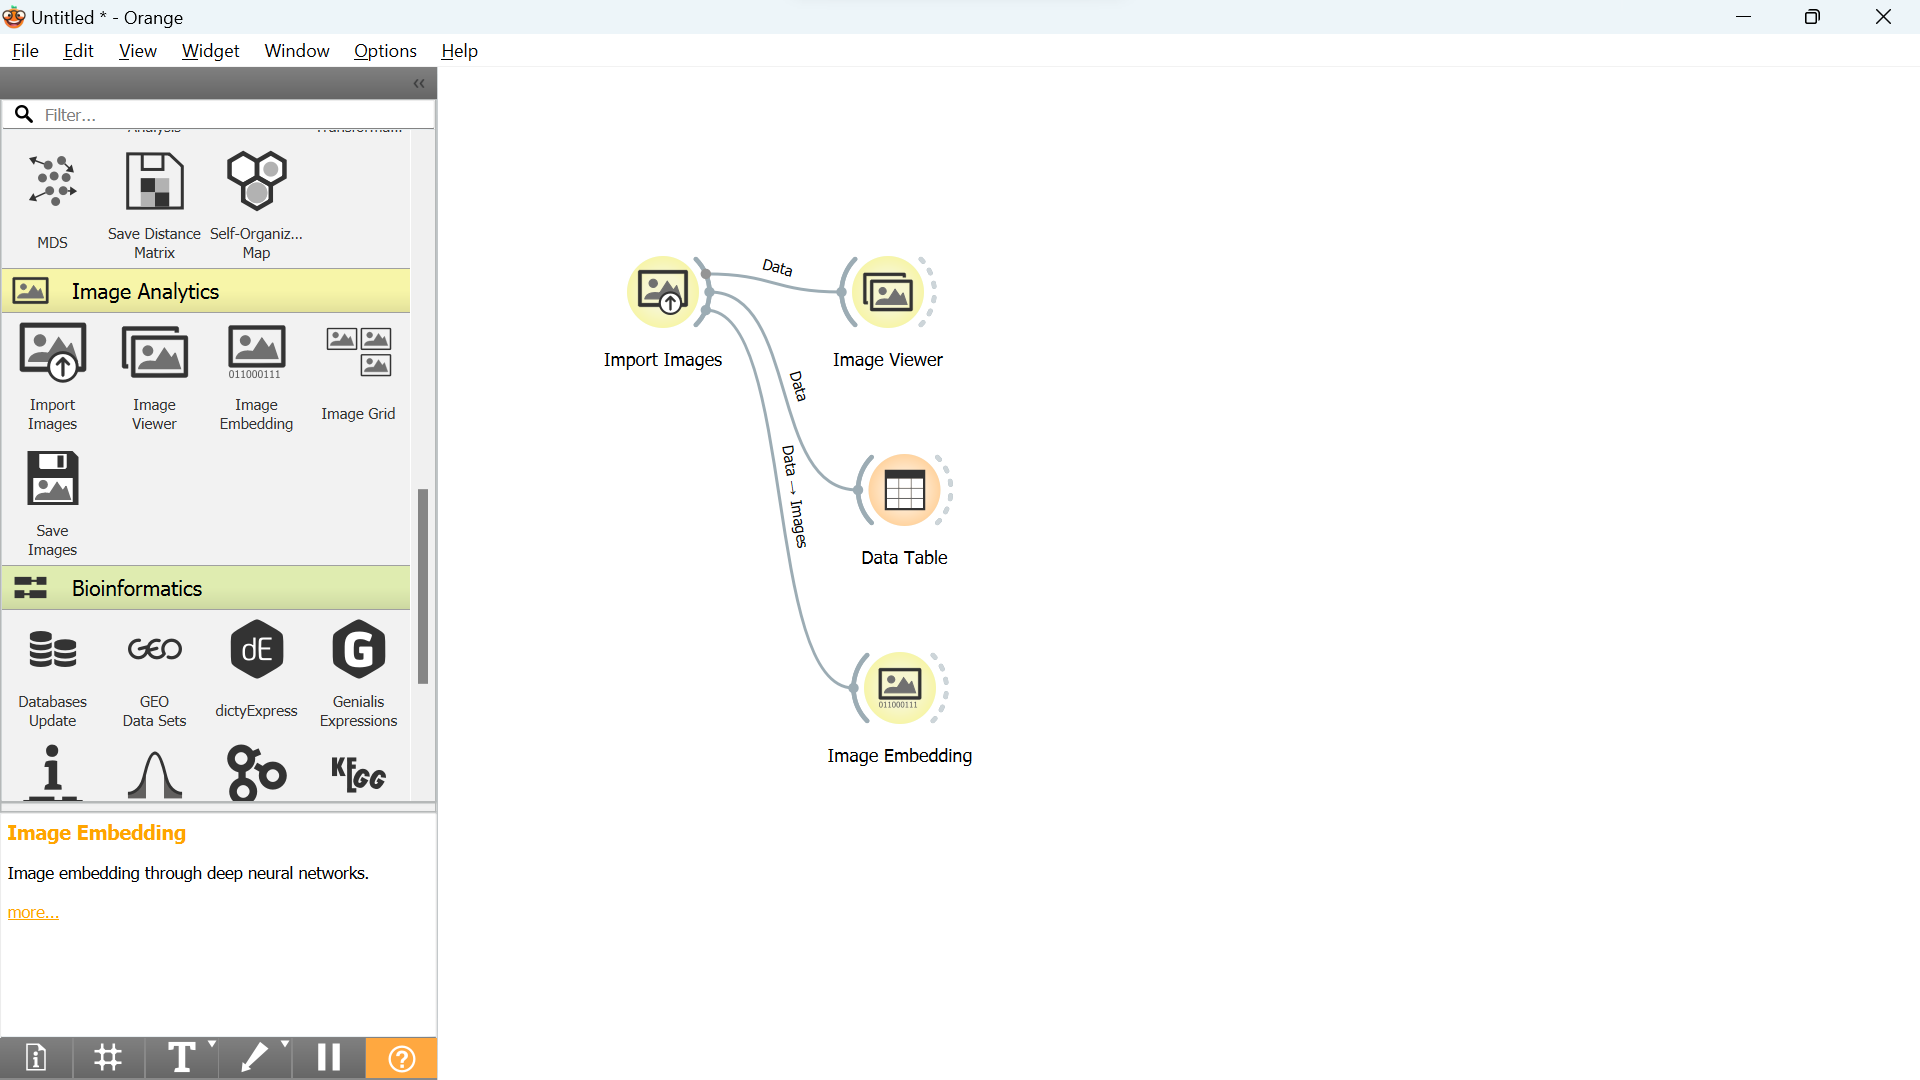 Untitled * - Orange
File Edit View Widget Window Options Help
Filter...
MDS
Save Distance
Matrix
Self-Organiz...
Map
Image Analytics
011000111
Import
Images
Image
Viewer
Image
Embedding
Image Grid
Save
Images
Bioinformatics
GEO
dE
G
Databases
Update
GEO
Data Sets
dictyExpress
Genialis
Expressions
KEGG
Image Embedding
Image embedding through deep neural networks.
more...
Data
Import Images
Image Viewer
Data
Data → Images
Data Table
011000111
Image Embedding